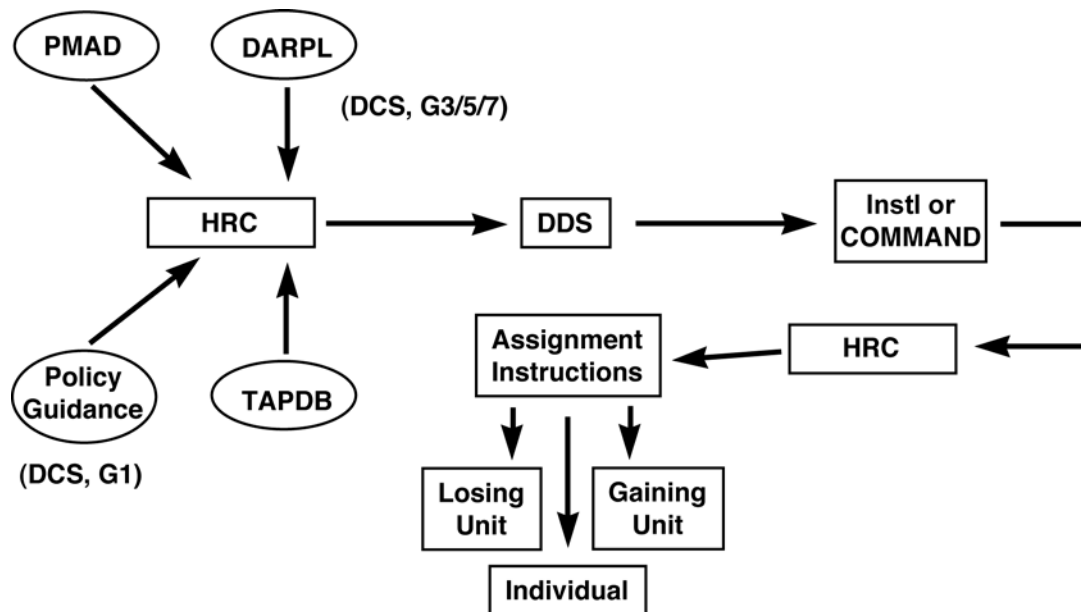 PMAD
DARPL
(DCS, G3/5/7)
HRC
DDS
Instl or
COMMAND
Assignment
Instructions
HRC
Policy
Guidance
TAPDB
(DCS, G1)
Losing
Unit
Gaining
Unit
Individual